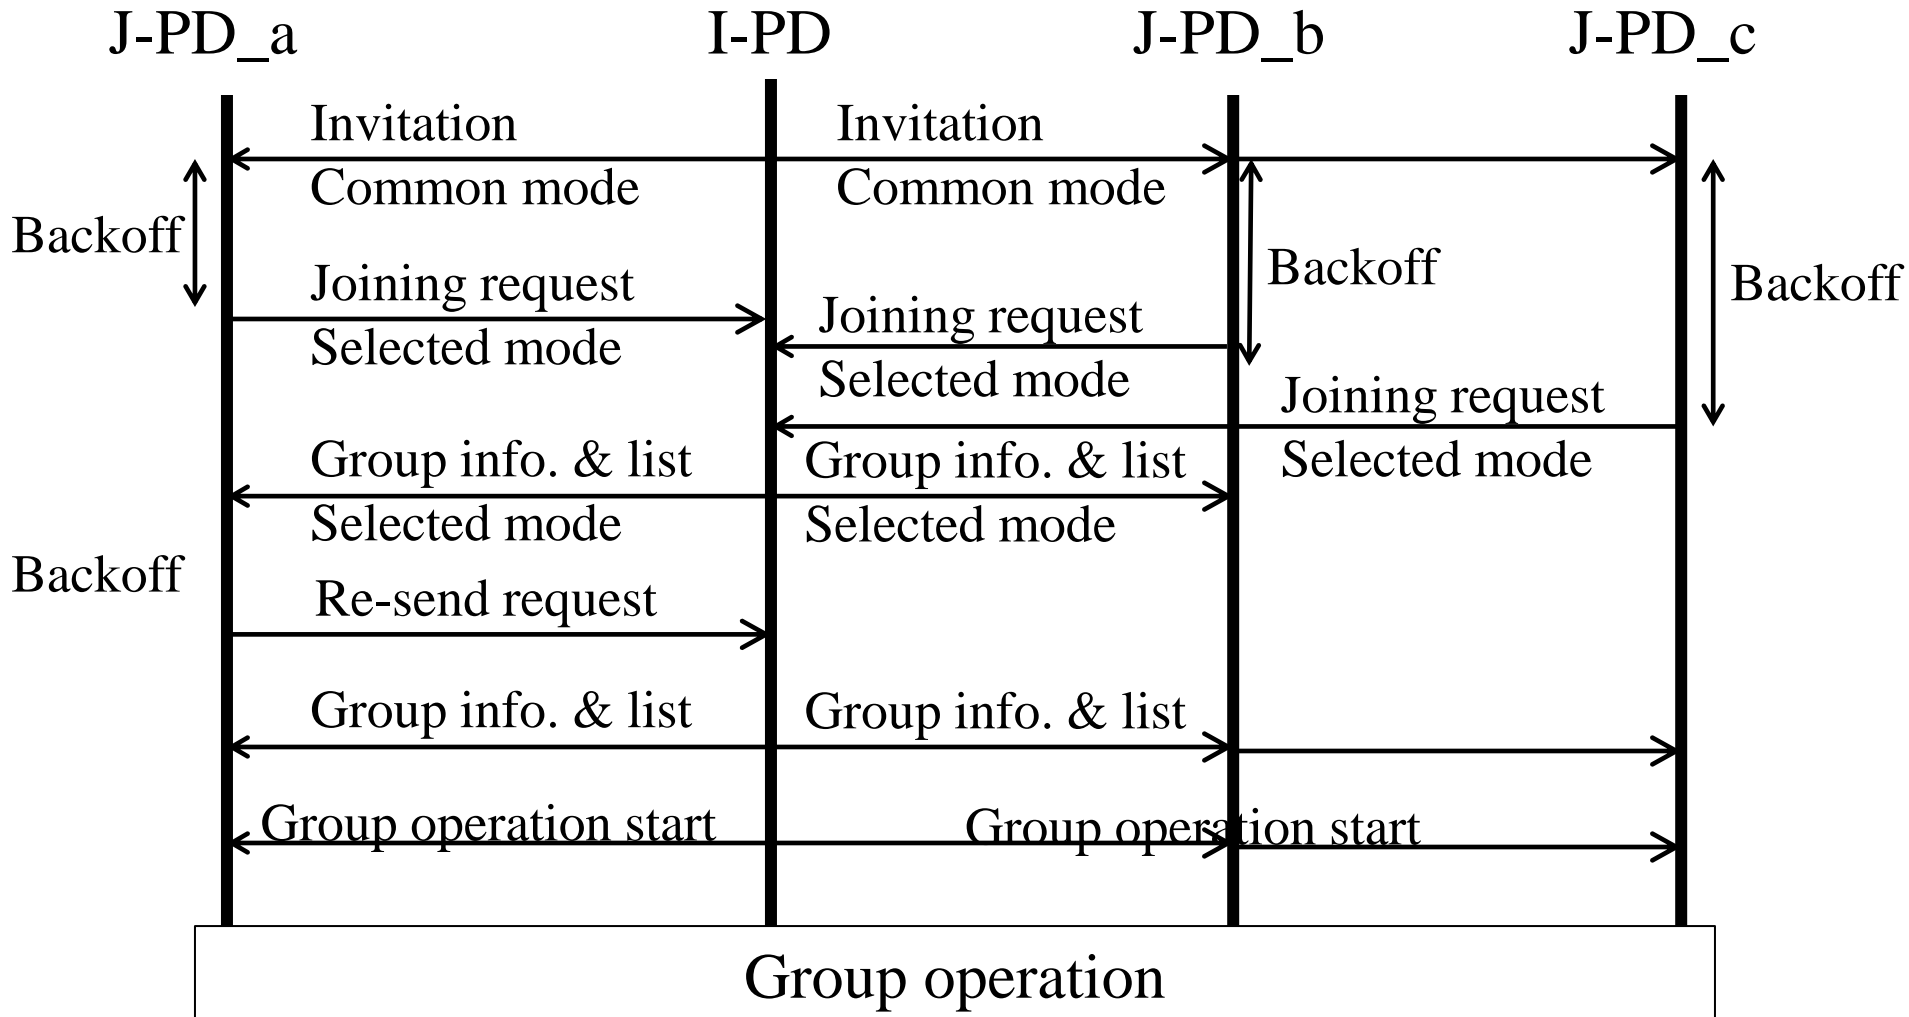 J-PD_a I-PD J-PD_b J-PD_c
Invitation Invitation
Common mode Common mode
Backoff
Backoff
Backoff
Joining request
Selected mode
Joining request
Selected mode
Joining request
Selected mode
Group info. & list Group info. & list
Selected mode Selected mode
Backoff
Re-send request
Group info. & list Group info. & list
Group operation start Group operation start
Group operation